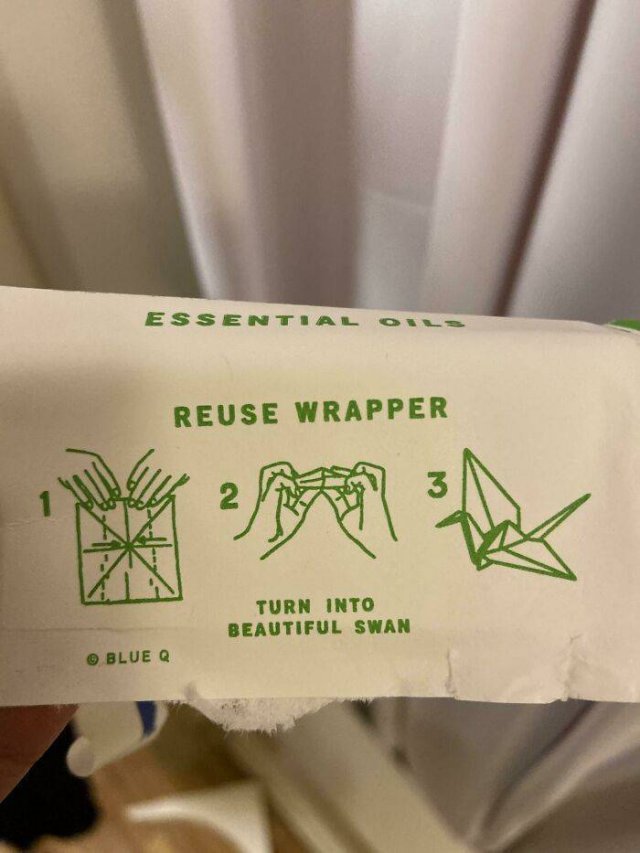 ESSENTIAL OILS
REUSE WRAPPER
1 2 3
TURN INTO
BEAUTIFUL SWAN
© BLUE Q